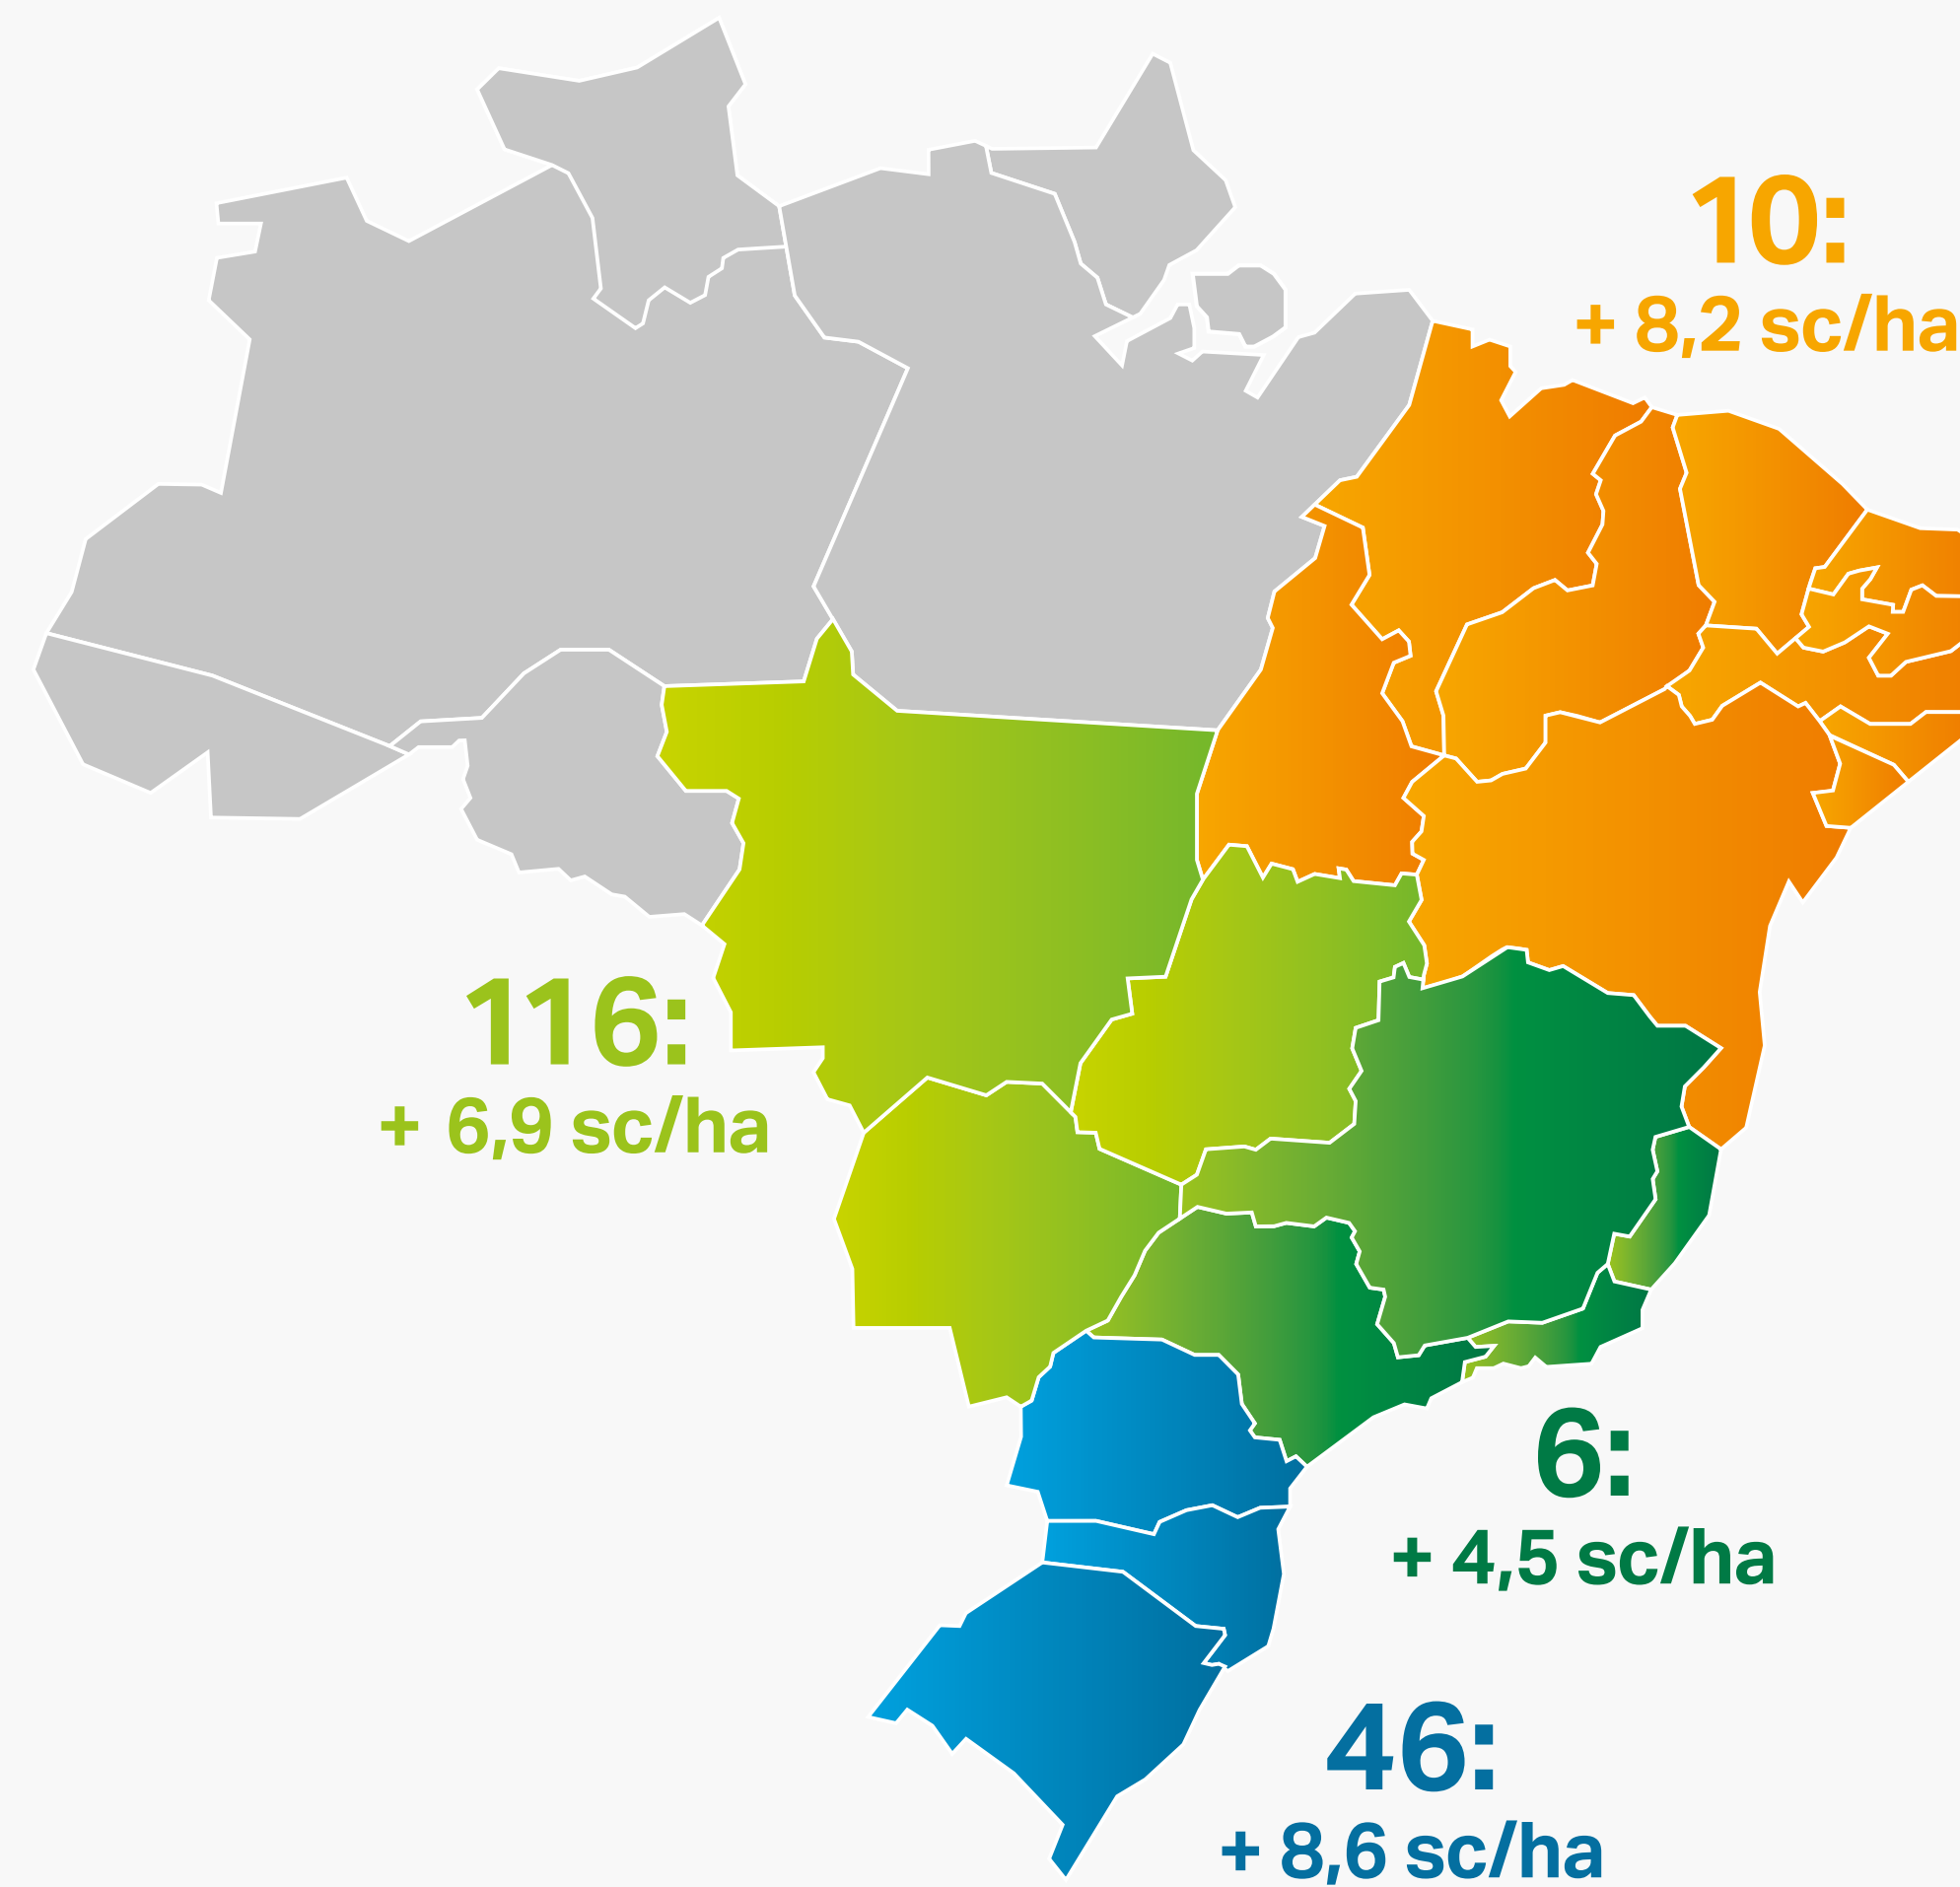 10:
+ 8,2 sc/ha
116:
+ 6,9 sc/ha
6:
+ 4,5 sc/ha
46:
+ 8,6 sc/ha